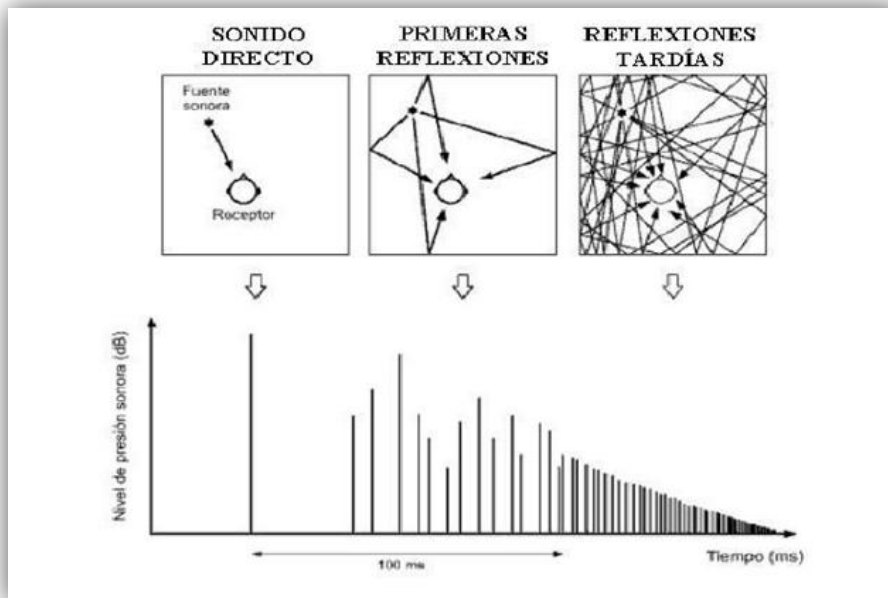 SONIDO
DIRECTO
PRIMERAS
REFLEXIONES
REFLEXIONES
TARDÍAS
Fuente
sonora
Receptor
Nivel de presión sonora (dB)
100 ms
Tiempo (ms)